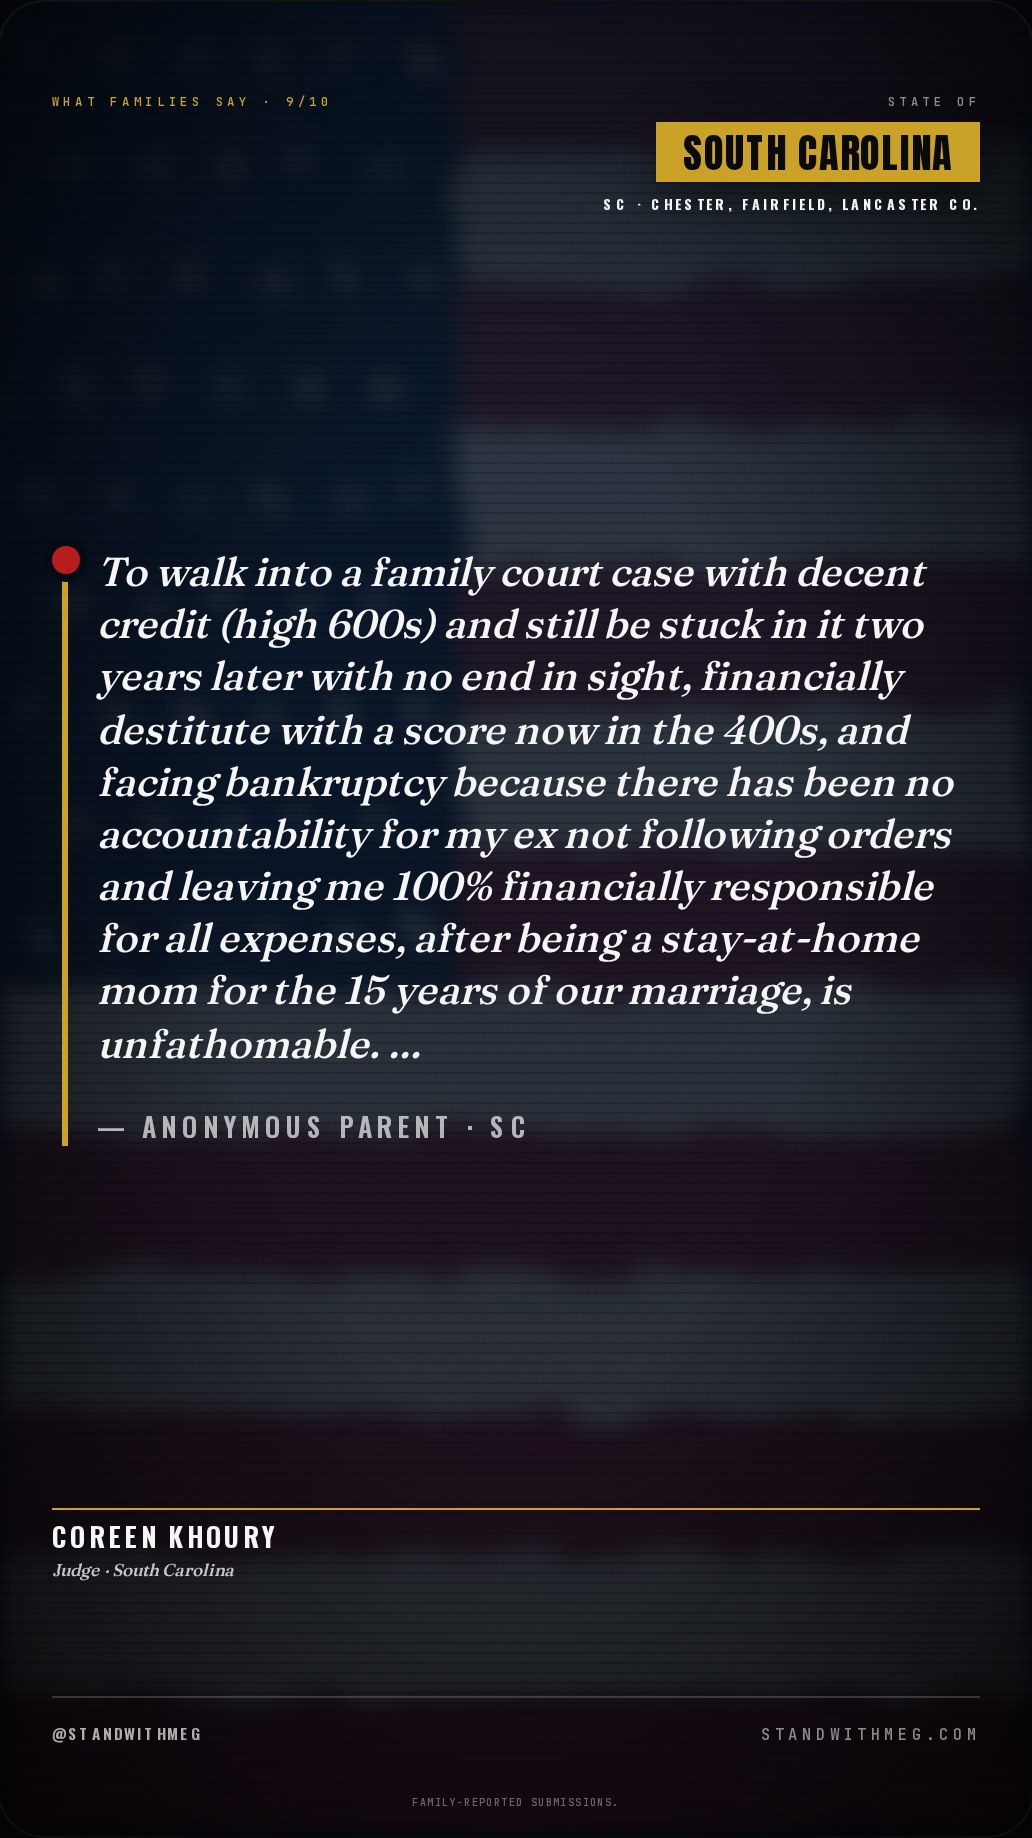 WHAT FAMILIES SAY · 9/10
STATE OF
SOUTH CAROLINA
SC · CHESTER, FAIRFIELD, LANCASTER CO.
To walk into a family court case with decent
credit (high 600s) and still be stuck in it two
years later with no end in sight, financially
destitute with a score now in the 400s, and
facing bankruptcy because there has been no
accountability for my ex not following orders
and leaving me 100% financially responsible
for all expenses, after being a stay-at-home
mom for the 15 years of our marriage, is
unfathomable. ...
— ANONYMOUS PARENT · SC
COREEN KHOURY
Judge · South Carolina
@STANDWITHMEG
STANDWITHMEG.COM
FAMILY-REPORTED SUBMISSIONS.